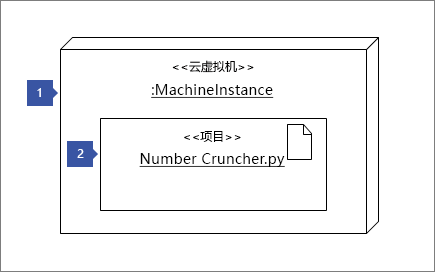 <<云虚拟机>>
1
:MachineInstance
<<项目>>
2
Number Cruncher.py